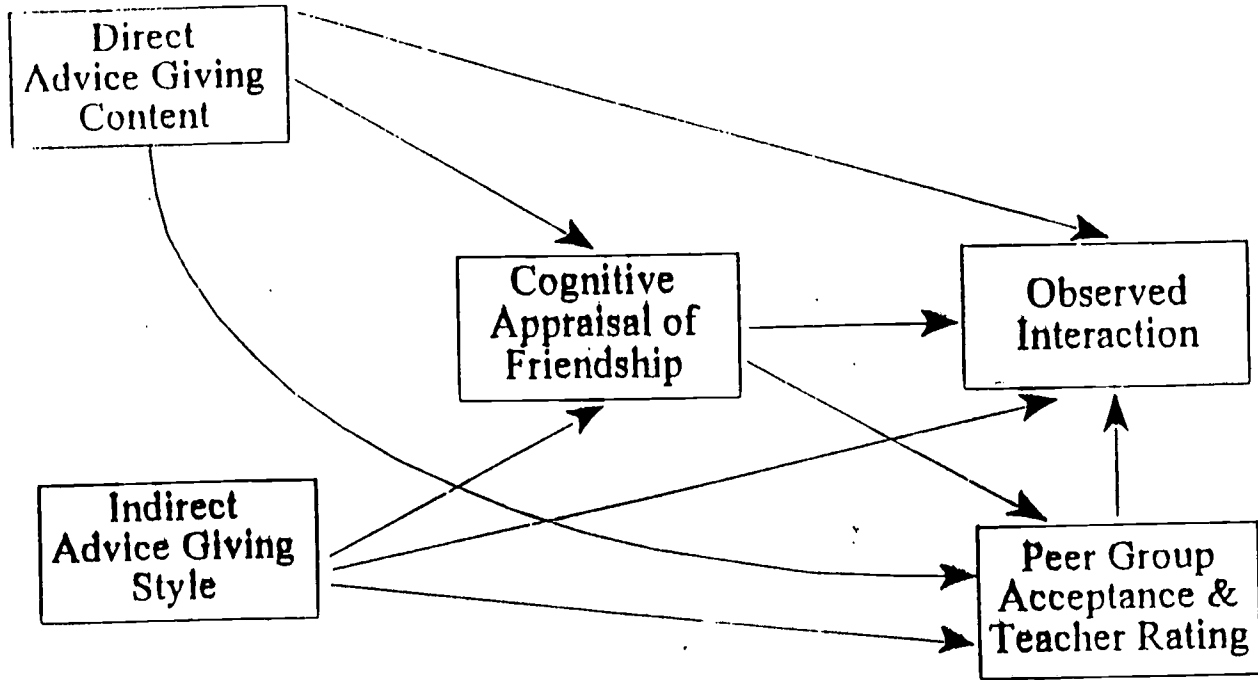 Direct
Advice Giving
Content
Cognitive
Appraisal of
Friendship
Observed
Interaction
Indirect
Advice Giving
Style
Peer Group
Acceptance &
Teacher Rating